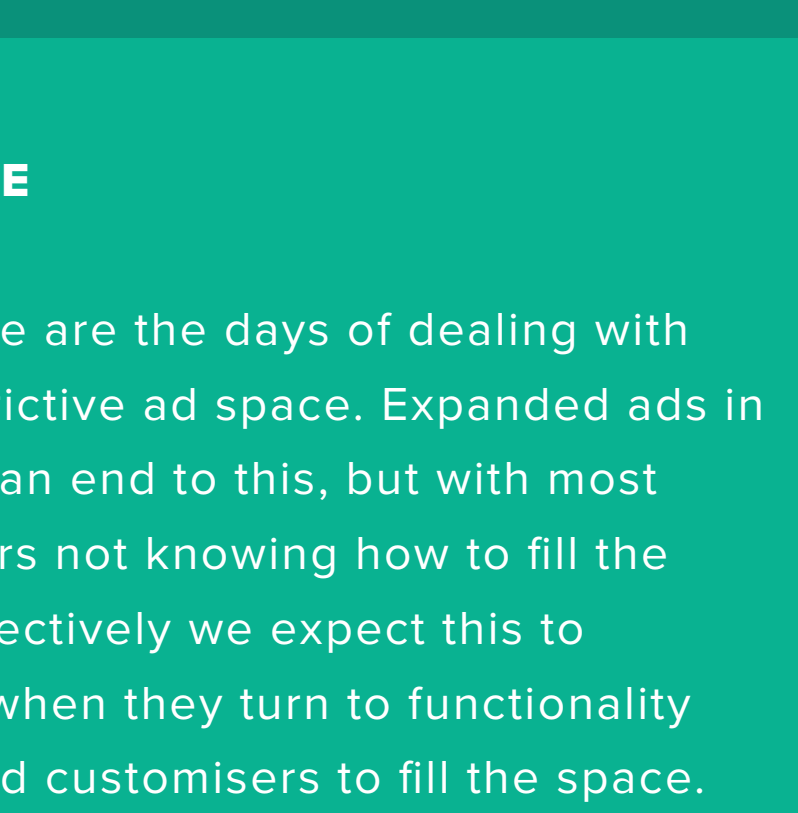 E
e are the days of dealing with
ictive ad space. Expanded ads in
an end to this, but with most
rs not knowing how to fill the
ectively we expect this to
when they turn to functionality
d customisers to fill the space.